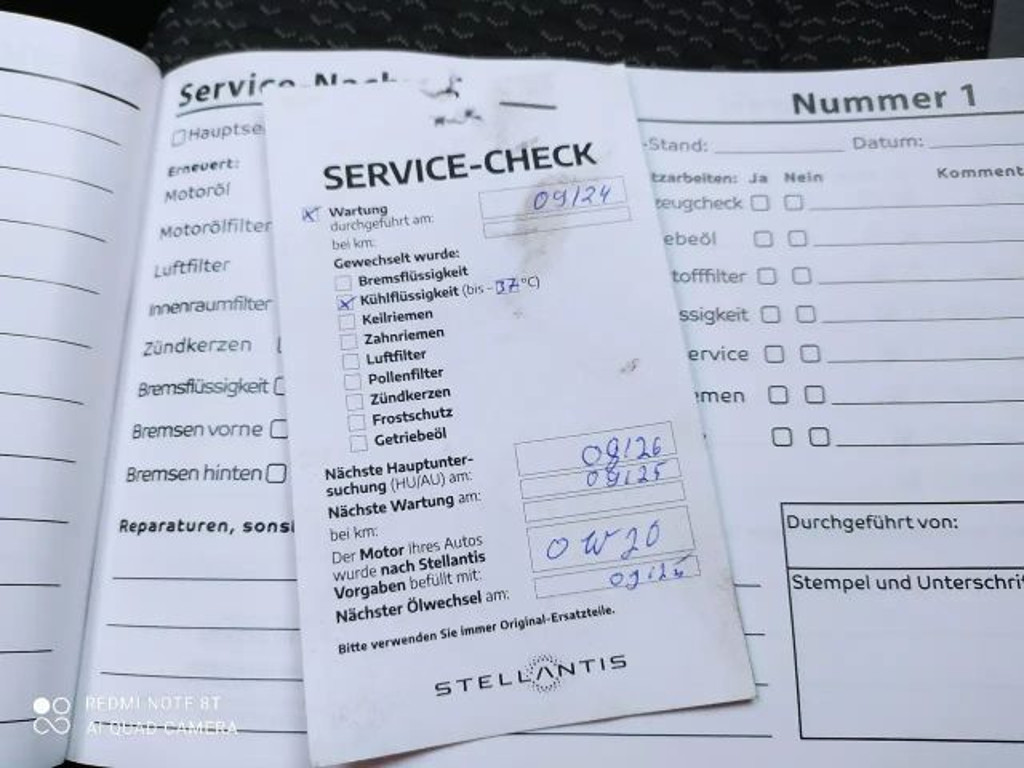 Service-Nach
Nummer 1
Hauptse
Erneuert:
Motoröl
Motorölfilter
Luftfilter
Innenraumfilter
Zündkerzen
Bremsflüssigkeit
Bremsen vorne
Bremsen hinten
Reparaturen, sonst
SERVICE-CHECK
Wartung 09/24
durchgeführt am:
bei km:
Gewechselt wurde:
Bremsflüssigkeit
Kühlflüssigkeit (bis -37°C)
Keilriemen
Zahnriemen
Luftfilter
Pollenfilter
Zündkerzen
Frostschutz
Getriebeöl
Nächste Hauptunter-
suchung (HU/AU) am: 09/26
Nächste Wartung am: 09/25
bei km:
Der Motor ihres Autos
wurde nach Stellantis
Vorgaben befüllt mit: 0W20
Nächster Ölwechsel am: 09/25
Bitte verwenden Sie immer Original-Ersatzteile.
STELLANTIS
-Stand: Datum:
tzarbeiten: Ja Nein Komment
zeugcheck
ebeöl
tofffilter
ssigkeit
ervice
emen
Durchgeführt von:
Stempel und Unterschri
REDMI NOTE 8T
AI QUAD CAMERA